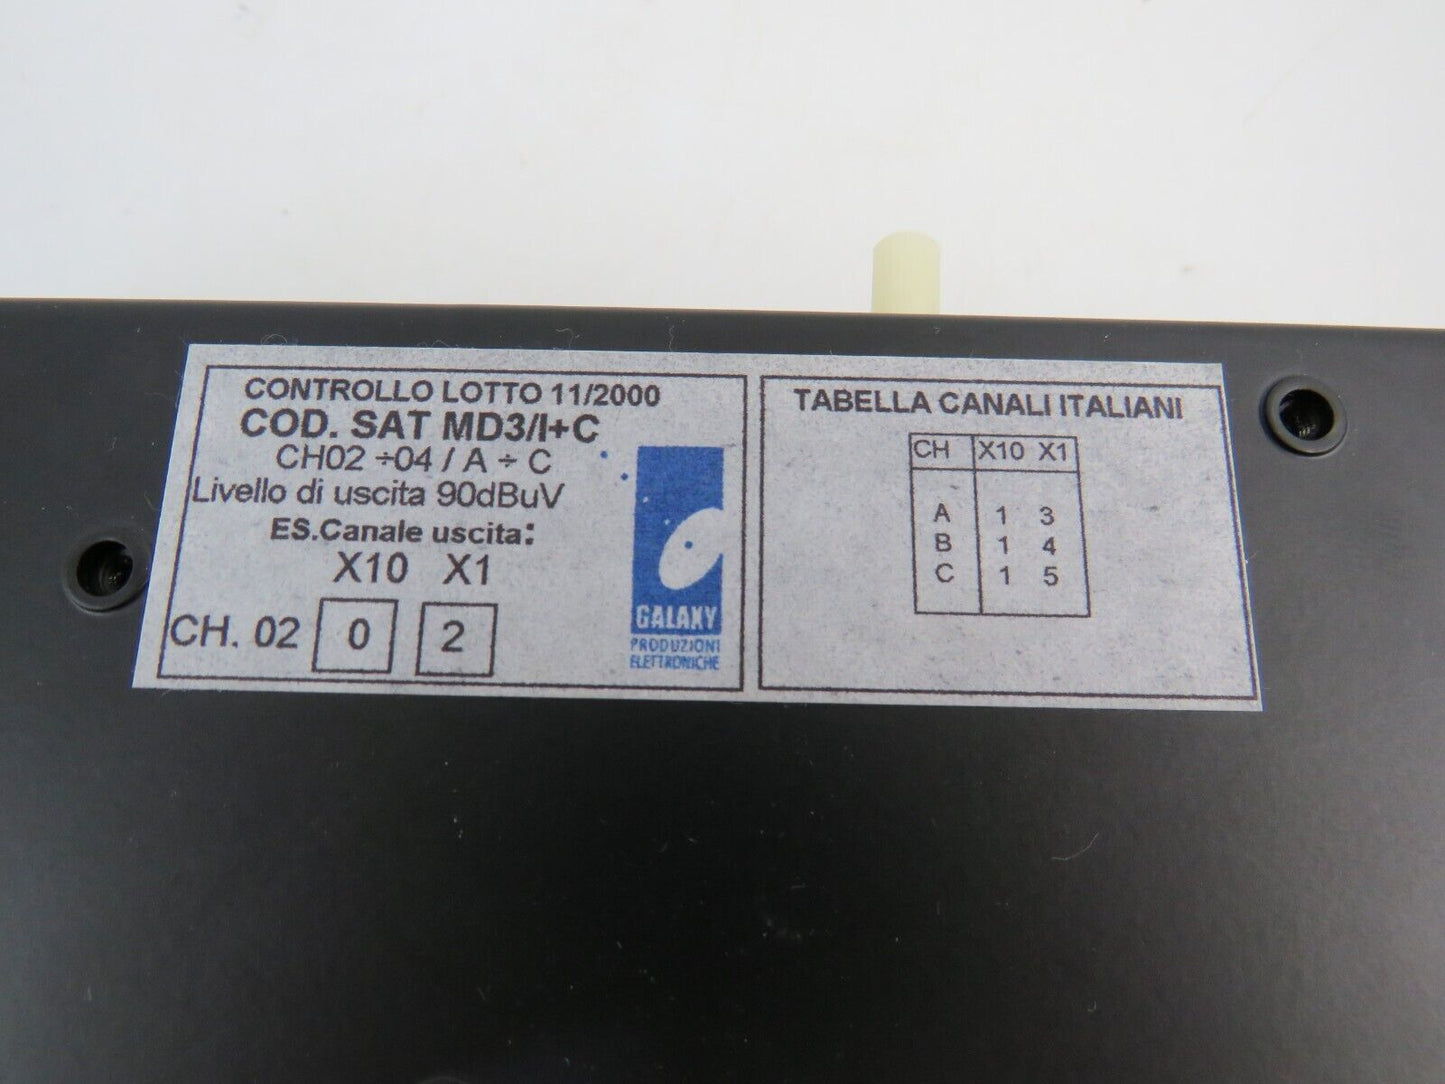 CONTROLLO LOTTO 11/2000
COD. SAT MD3/I+C
CH02 ÷04 / A ÷ C
Livello di uscita 90dBuV
ES.Canale uscita:
X10 X1
CH. 02 0 2
GALAXY
PRODUZIONI
ELETTRONICHE
TABELLA CANALI ITALIANI
CH X10 X1
A 1 3
B 1 4
C 1 5